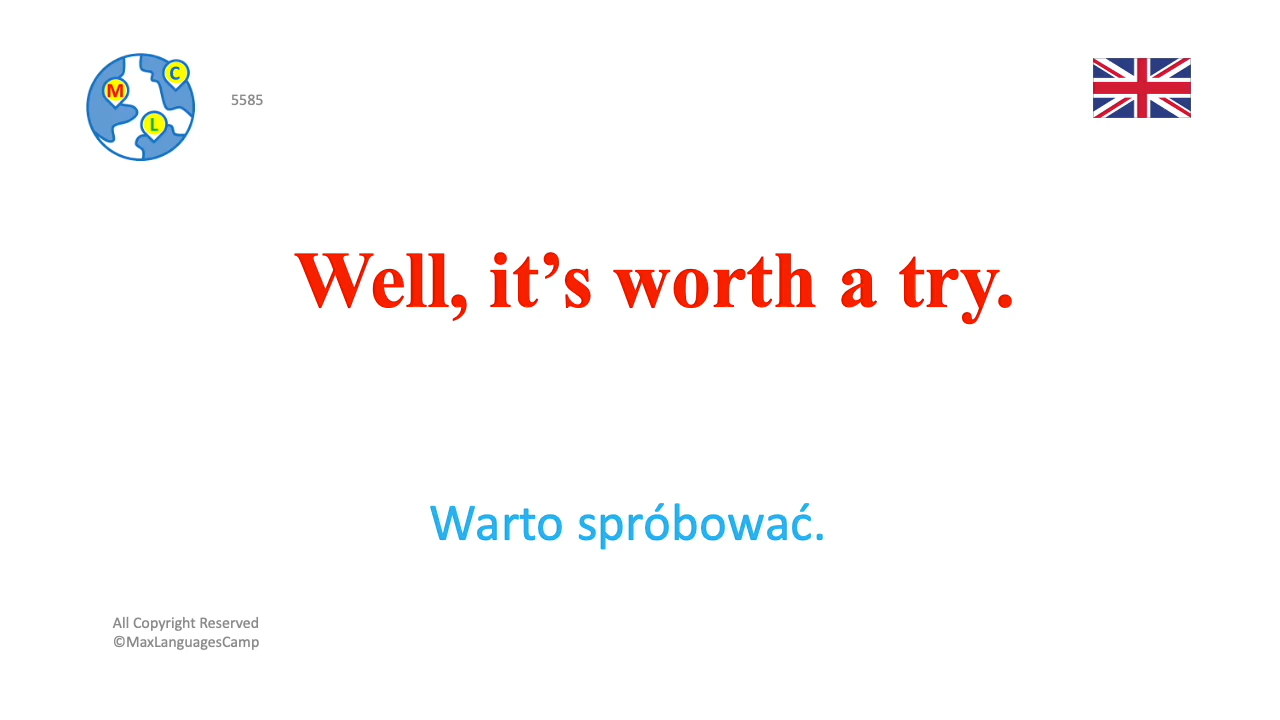 M
C
L
5585
Well, it’s worth a try.
Warto spróbować.
All Copyright Reserved
©MaxLanguagesCamp